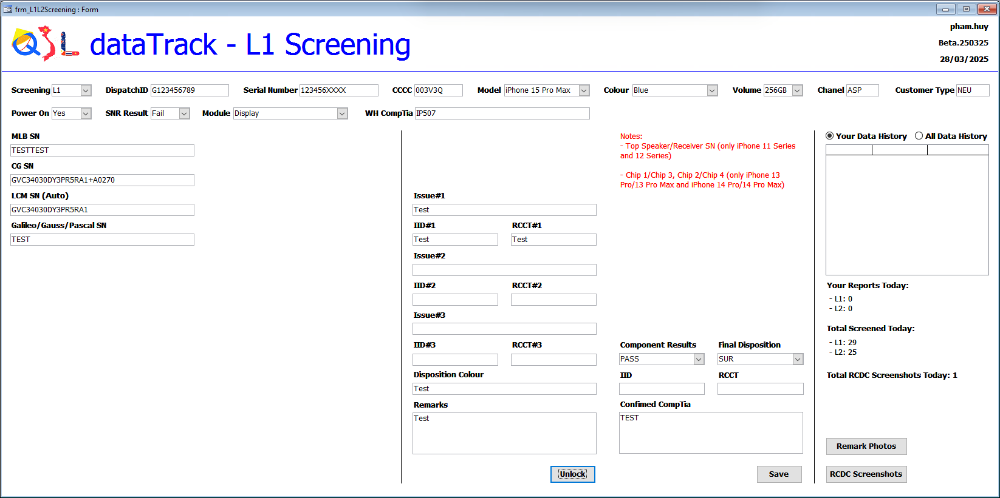 frm_L1L2Screening : Form
QSL dataTrack - L1 Screening
pham.huy
Beta.250325
28/03/2025
Screening L1 DispatchID G123456789 Serial Number 123456XXXX CCCC 003V3Q Model iPhone 15 Pro Max Colour Blue Volume 256GB Chanel ASP Customer Type NEU
Power On Yes SNR Result Fail Module Display WH CompTia IP507
MLB SN
TESTTEST
CG SN
GVC34030DY3PR5RA1+A0270
LCM SN (Auto)
GVC34030DY3PR5RA1
Galileo/Gauss/Pascal SN
TEST
Issue#1
Test
IID#1 RCCT#1
Test Test
Issue#2
IID#2 RCCT#2
Issue#3
IID#3 RCCT#3
Disposition Colour
Test
Remarks
Test
Unlock
Notes:
- Top Speaker/Receiver SN (only iPhone 11 Series
and 12 Series)
- Chip 1/Chip 3, Chip 2/Chip 4 (only iPhone 13
Pro/13 Pro Max and iPhone 14 Pro/14 Pro Max)
Component Results Final Disposition
PASS SUR
IID RCCT
Confimed CompTia
TEST
Save
Your Data History All Data History
Your Reports Today:
- L1: 0
- L2: 0
Total Screened Today:
- L1: 29
- L2: 25
Total RCDC Screenshots Today: 1
Remark Photos
RCDC Screenshots